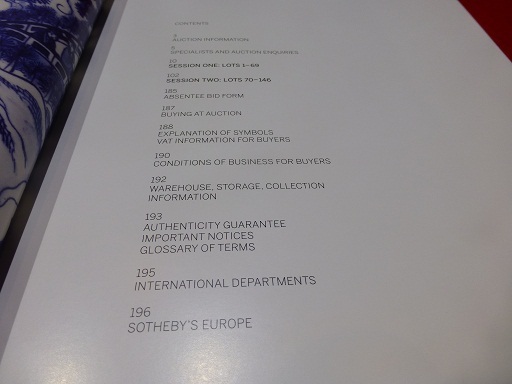 CONTENTS
4
AUCTION INFORMATION
5
SPECIALISTS AND AUCTION ENQUIRIES
10
SESSION ONE: LOTS 1–69
102
SESSION TWO: LOTS 70–146
185
ABSENTEE BID FORM
187
BUYING AT AUCTION
188
EXPLANATION OF SYMBOLS
VAT INFORMATION FOR BUYERS
190
CONDITIONS OF BUSINESS FOR BUYERS
192
WAREHOUSE, STORAGE, COLLECTION
INFORMATION
193
AUTHENTICITY GUARANTEE
IMPORTANT NOTICES
GLOSSARY OF TERMS
195
INTERNATIONAL DEPARTMENTS
196
SOTHEBY'S EUROPE